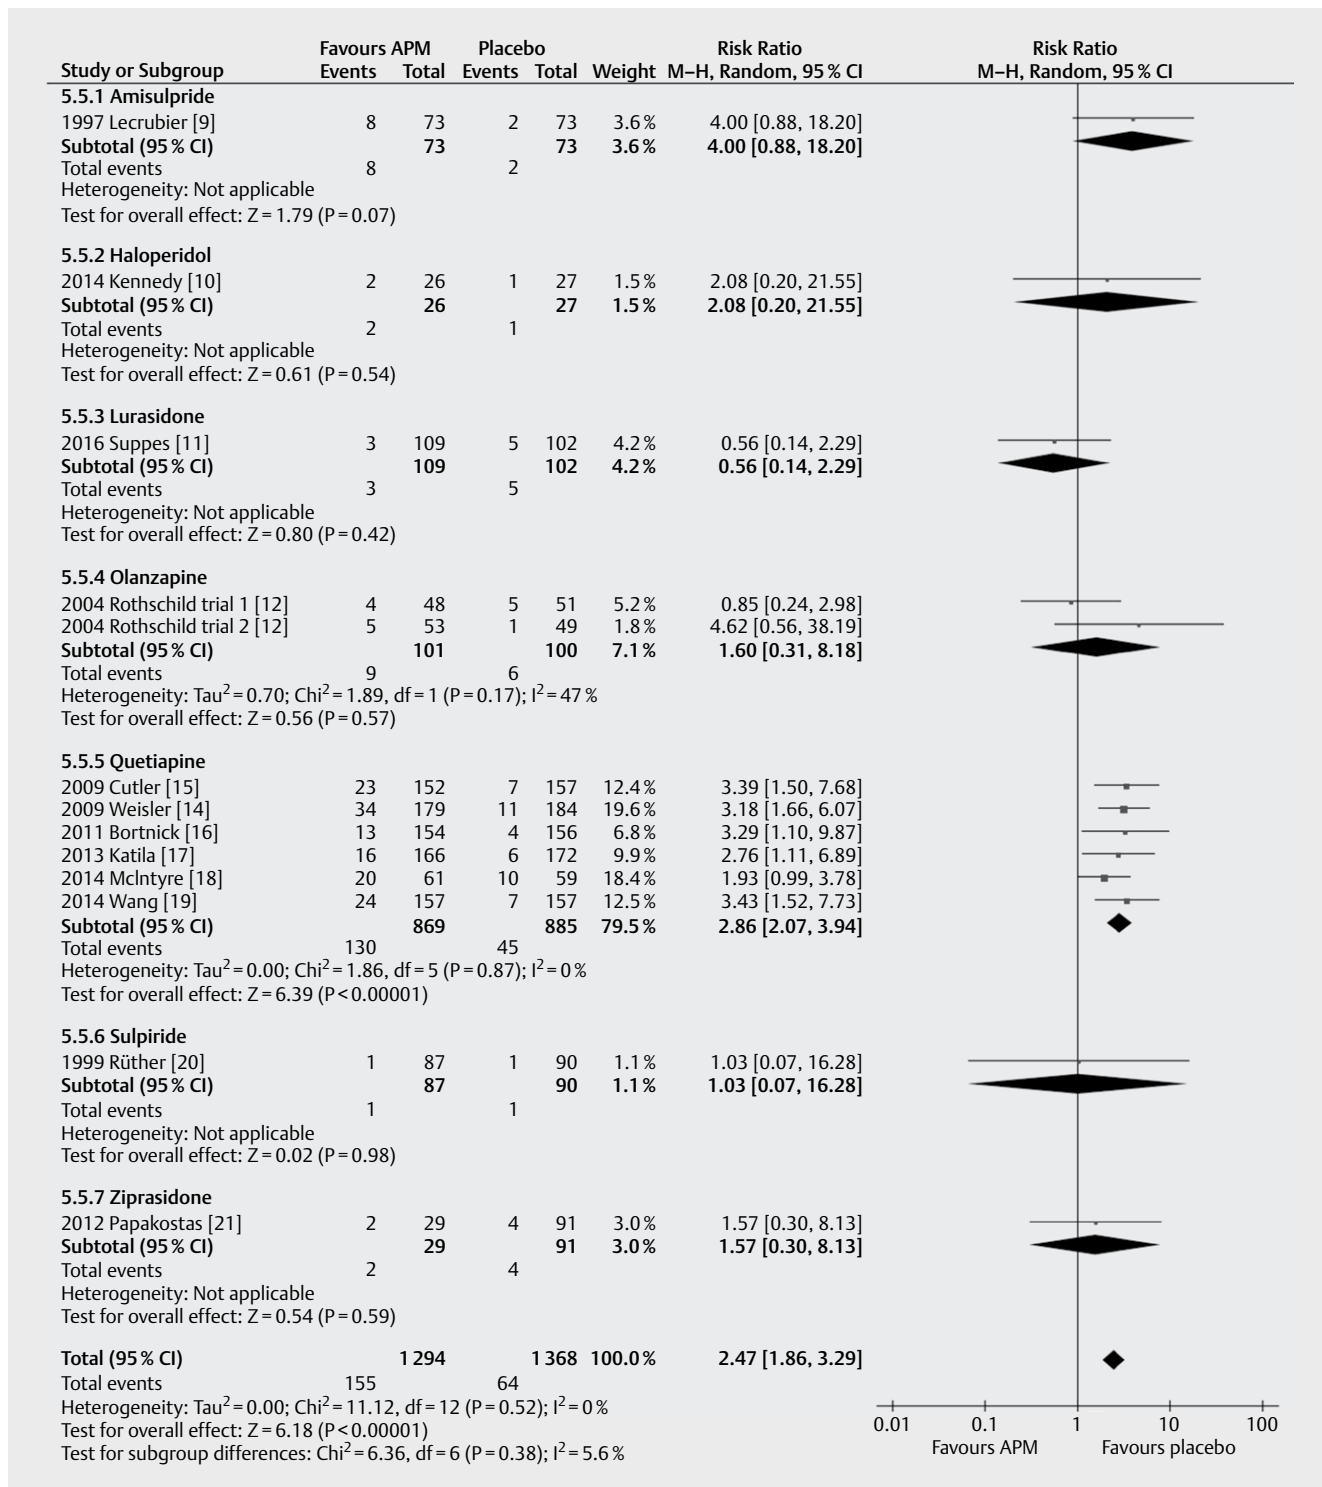 Favours APM Placebo Risk Ratio Risk Ratio
Study or Subgroup Events Total Events Total Weight M–H, Random, 95 % CI M–H, Random, 95 % CI
5.5.1 Amisulpride
1997 Lecrubier [9] 8 73 2 73 3.6 % 4.00 [0.88, 18.20]
Subtotal (95 % CI) 73 73 3.6 % 4.00 [0.88, 18.20]
Total events 8 2
Heterogeneity: Not applicable
Test for overall effect: Z = 1.79 (P = 0.07)
5.5.2 Haloperidol
2014 Kennedy [10] 2 26 1 27 1.5 % 2.08 [0.20, 21.55]
Subtotal (95 % CI) 26 27 1.5 % 2.08 [0.20, 21.55]
Total events 2 1
Heterogeneity: Not applicable
Test for overall effect: Z = 0.61 (P = 0.54)
5.5.3 Lurasidone
2016 Suppes [11] 3 109 5 102 4.2 % 0.56 [0.14, 2.29]
Subtotal (95 % CI) 109 102 4.2 % 0.56 [0.14, 2.29]
Total events 3 5
Heterogeneity: Not applicable
Test for overall effect: Z = 0.80 (P = 0.42)
5.5.4 Olanzapine
2004 Rothschild trial 1 [12] 4 48 5 51 5.2 % 0.85 [0.24, 2.98]
2004 Rothschild trial 2 [12] 5 53 1 49 1.8 % 4.62 [0.56, 38.19]
Subtotal (95 % CI) 101 100 7.1 % 1.60 [0.31, 8.18]
Total events 9 6
Heterogeneity: Tau² = 0.70; Chi² = 1.89, df = 1 (P = 0.17); I² = 47 %
Test for overall effect: Z = 0.56 (P = 0.57)
5.5.5 Quetiapine
2009 Cutler [15] 23 152 7 157 12.4 % 3.39 [1.50, 7.68]
2009 Weisler [14] 34 179 11 184 19.6 % 3.18 [1.66, 6.07]
2011 Bortnick [16] 13 154 4 156 6.8 % 3.29 [1.10, 9.87]
2013 Katila [17] 16 166 6 172 9.9 % 2.76 [1.11, 6.89]
2014 Mclntyre [18] 20 61 10 59 18.4 % 1.93 [0.99, 3.78]
2014 Wang [19] 24 157 7 157 12.5 % 3.43 [1.52, 7.73]
Subtotal (95 % CI) 869 885 79.5 % 2.86 [2.07, 3.94]
Total events 130 45
Heterogeneity: Tau² = 0.00; Chi² = 1.86, df = 5 (P = 0.87); I² = 0 %
Test for overall effect: Z = 6.39 (P < 0.00001)
5.5.6 Sulpiride
1999 Rüther [20] 1 87 1 90 1.1 % 1.03 [0.07, 16.28]
Subtotal (95 % CI) 87 90 1.1 % 1.03 [0.07, 16.28]
Total events 1 1
Heterogeneity: Not applicable
Test for overall effect: Z = 0.02 (P = 0.98)
5.5.7 Ziprasidone
2012 Papakostas [21] 2 29 4 91 3.0 % 1.57 [0.30, 8.13]
Subtotal (95 % CI) 29 91 3.0 % 1.57 [0.30, 8.13]
Total events 2 4
Heterogeneity: Not applicable
Test for overall effect: Z = 0.54 (P = 0.59)
Total (95 % CI) 1 294 1 368 100.0 % 2.47 [1.86, 3.29]
Total events 155 64
Heterogeneity: Tau² = 0.00; Chi² = 11.12, df = 12 (P = 0.52); I² = 0 %
Test for overall effect: Z = 6.18 (P < 0.00001)
Test for subgroup differences: Chi² = 6.36, df = 6 (P = 0.38); I² = 5.6 %
0.01 0.1 1 10 100
Favours APM Favours placebo